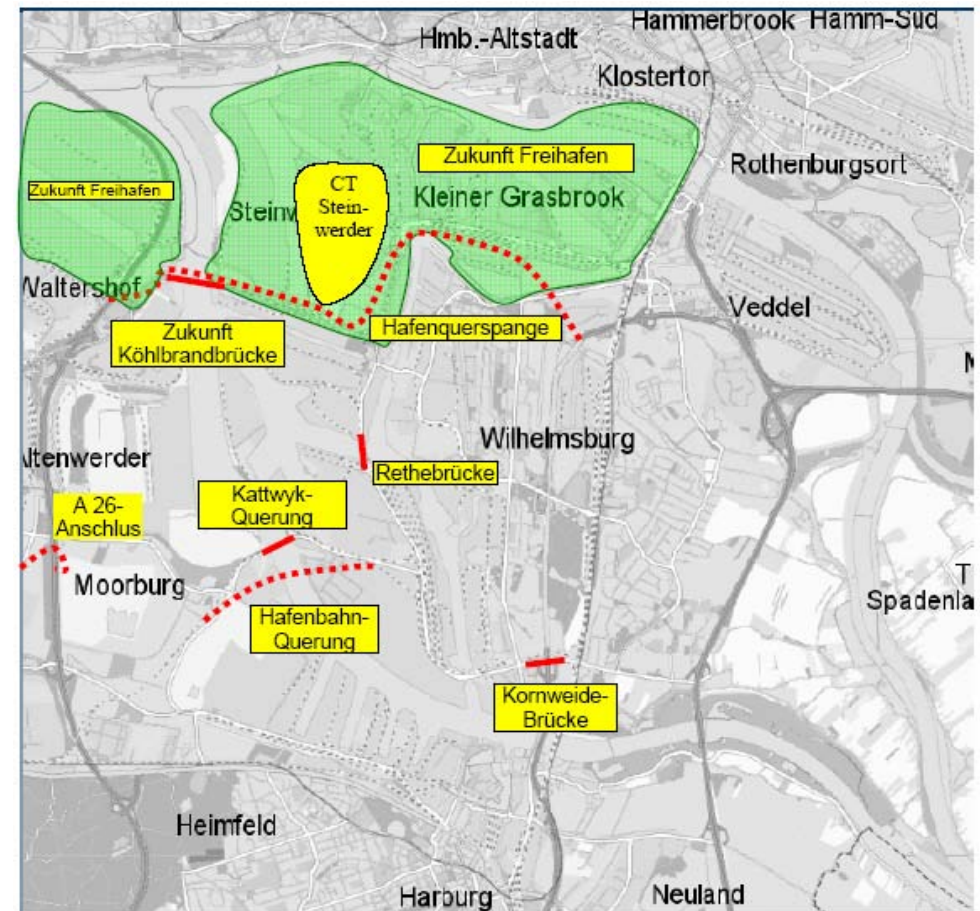 Hammerbrook Hamm-Süd
Hmb.-Altstadt
Klostertor
Zukunft Freihafen
Rothenburgsort
Zukunft Freihafen
CT
Stein-
werder
Kleiner Grasbrook
Steinw
Waltershof
Veddel
Zukunft
Köhlbrandbrücke
Hafenquerspange
Wilhelmsburg
Altenwerder
Rethebrücke
A 26-
Anschlus
Kattwyk-
Querung
Moorburg
T
Spadenla
Hafenbahn-
Querung
Kornweide-
Brücke
Heimfeld
Harburg
Neuland